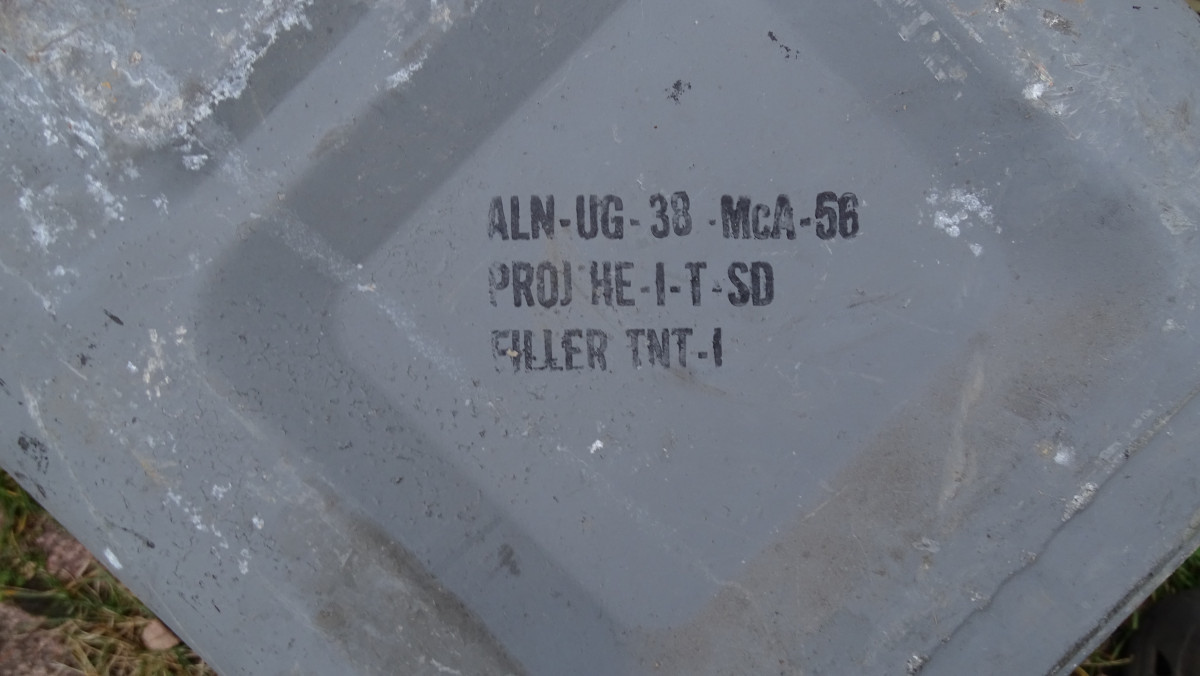 ALN-UG-38-McA-56
PROJ HE-I-T-SD
FILLER TNT-I